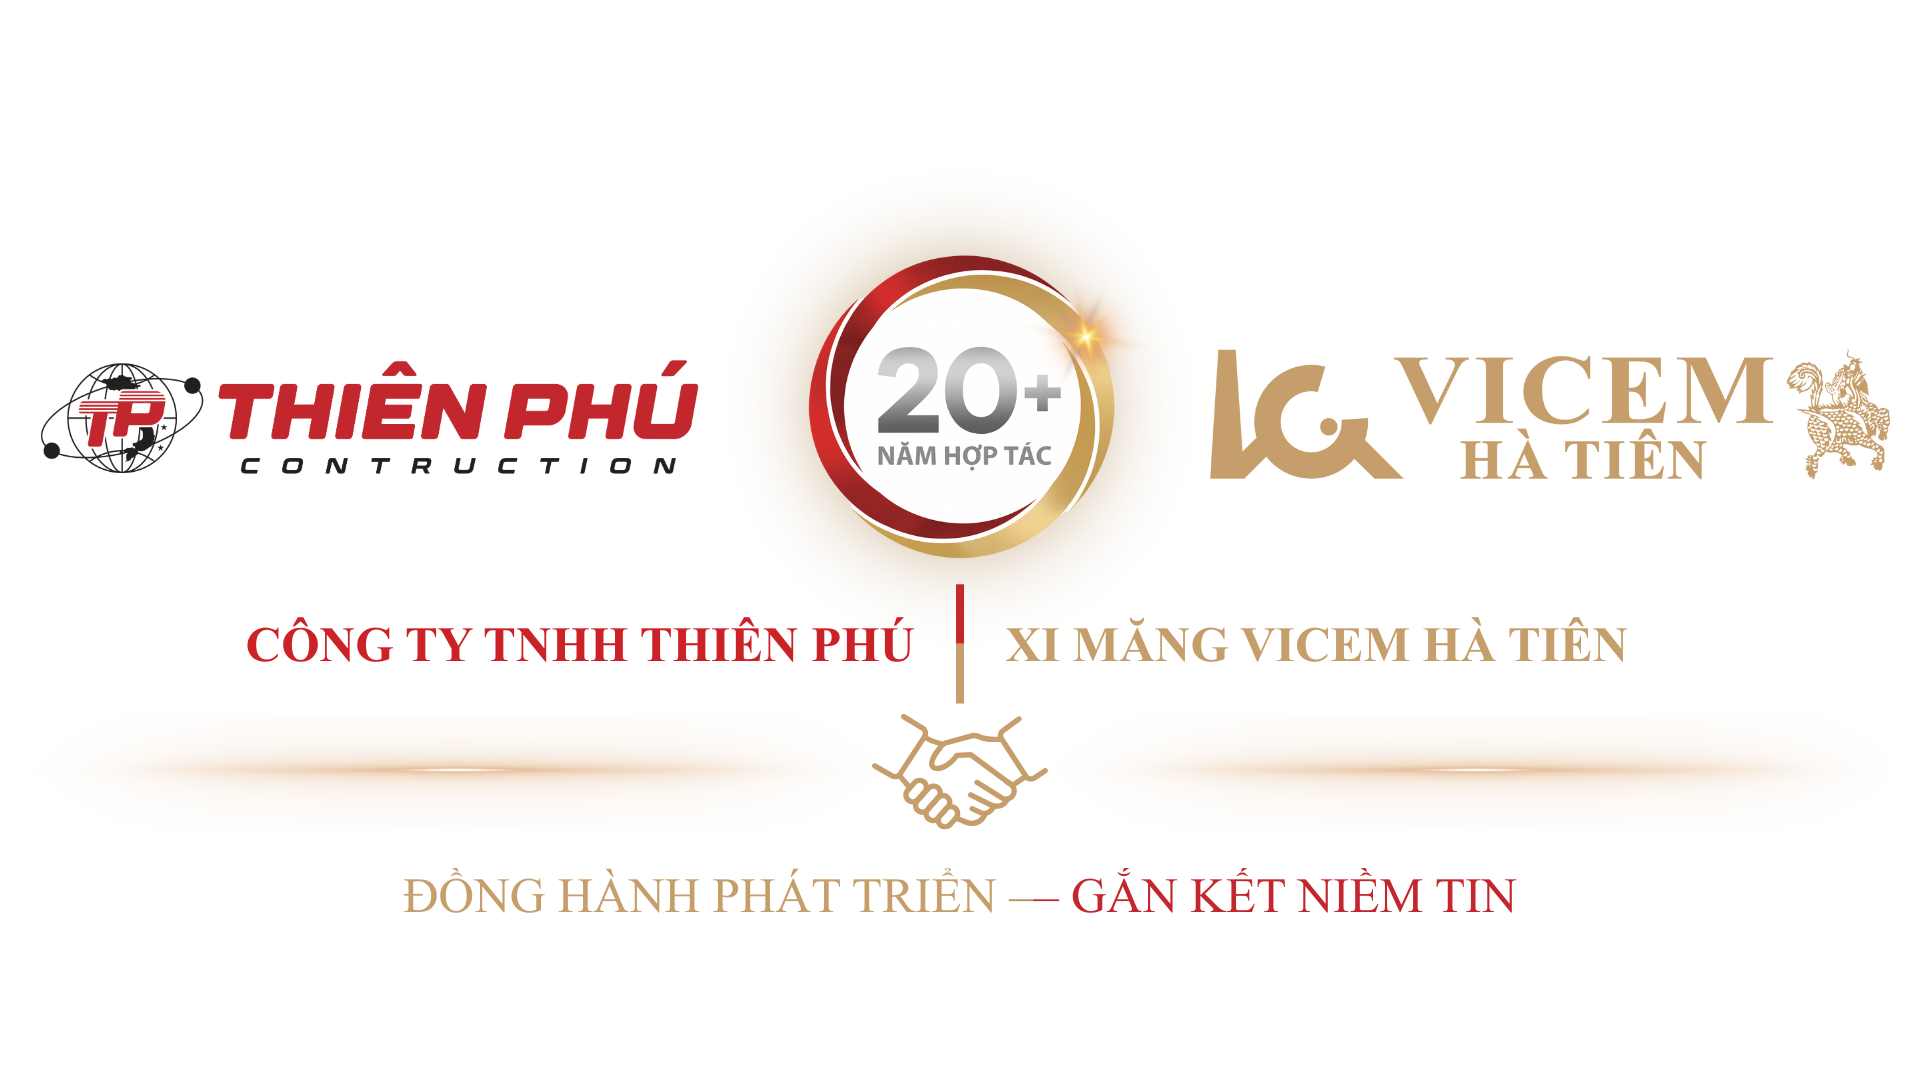 TP THIÊN PHÚ
CONTRUCTION
20+
NĂM HỢP TÁC
VICEM
HÀ TIÊN
CÔNG TY TNHH THIÊN PHÚ
XI MĂNG VICEM HÀ TIÊN
ĐỒNG HÀNH PHÁT TRIỂN — GẮN KẾT NIỀM TIN